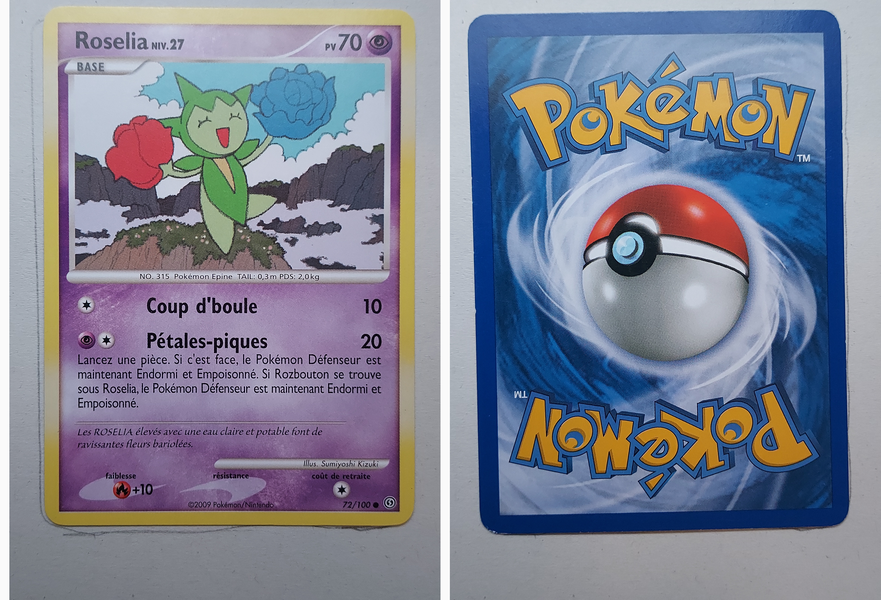 Roselia NIV.27 PV 70
BASE
NO. 315 Pokémon Epine TAIL: 0,3m PDS: 2,0kg
Coup d'boule 10
Pétales-piques 20
Lancez une pièce. Si c'est face, le Pokémon Défenseur est
maintenant Endormi et Empoisonné. Si Rozbouton se trouve
sous Roselia, le Pokémon Défenseur est maintenant Endormi et
Empoisonné.
Les ROSELIA élevés avec une eau claire et potable font de
ravissantes fleurs bariolées.
Illus. Sumiyoshi Kizuki
faiblesse résistance coût de retraite
+10
©2009 Pokémon/Nintendo 72/100
POKéMON
TM
POKéMON
TM